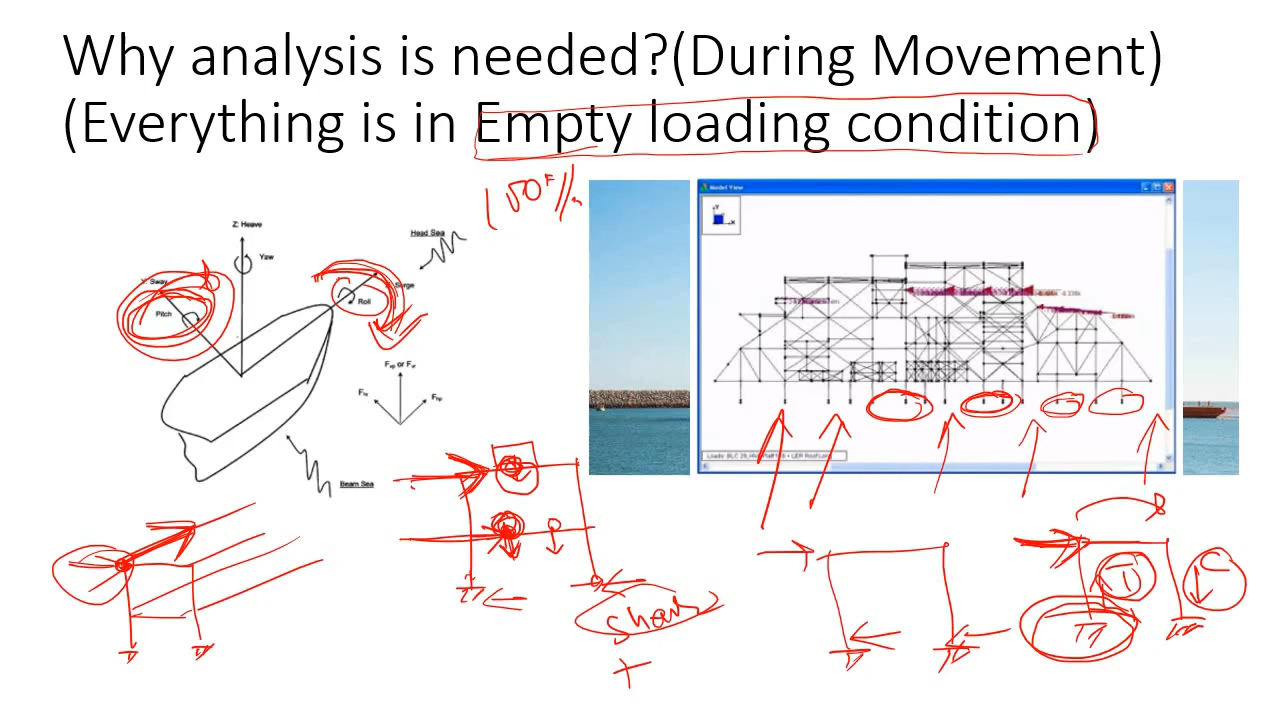 Why analysis is needed?(During Movement)
(Everything is in Empty loading condition)
Z: Heave
Yaw
Head Sea
Y: Sway
Surge
Roll
Pitch
Beam Sea
Model View
Y
X
P
T
C